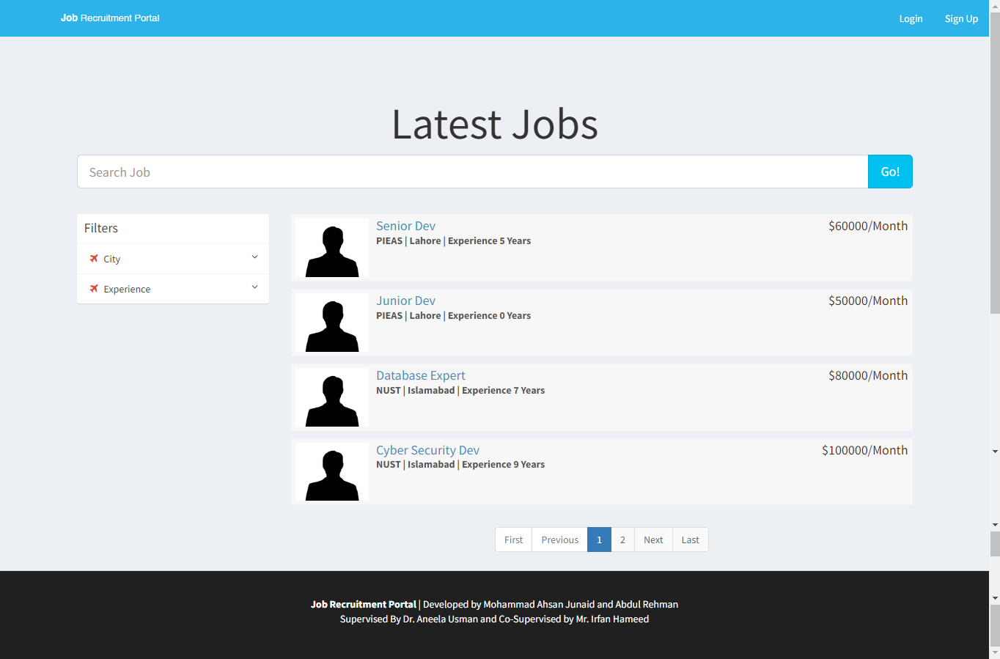 Job Recruitment Portal
Login
Sign Up
Latest Jobs
Search Job
Go!
Filters
City
Experience
Senior Dev
$60000/Month
PIEAS | Lahore | Experience 5 Years
Junior Dev
$50000/Month
PIEAS | Lahore | Experience 0 Years
Database Expert
$80000/Month
NUST | Islamabad | Experience 7 Years
Cyber Security Dev
$100000/Month
NUST | Islamabad | Experience 9 Years
First
Previous
1
2
Next
Last
Job Recruitment Portal | Developed by Mohammad Ahsan Junaid and Abdul Rehman
Supervised By Dr. Aneela Usman and Co-Supervised by Mr. Irfan Hameed